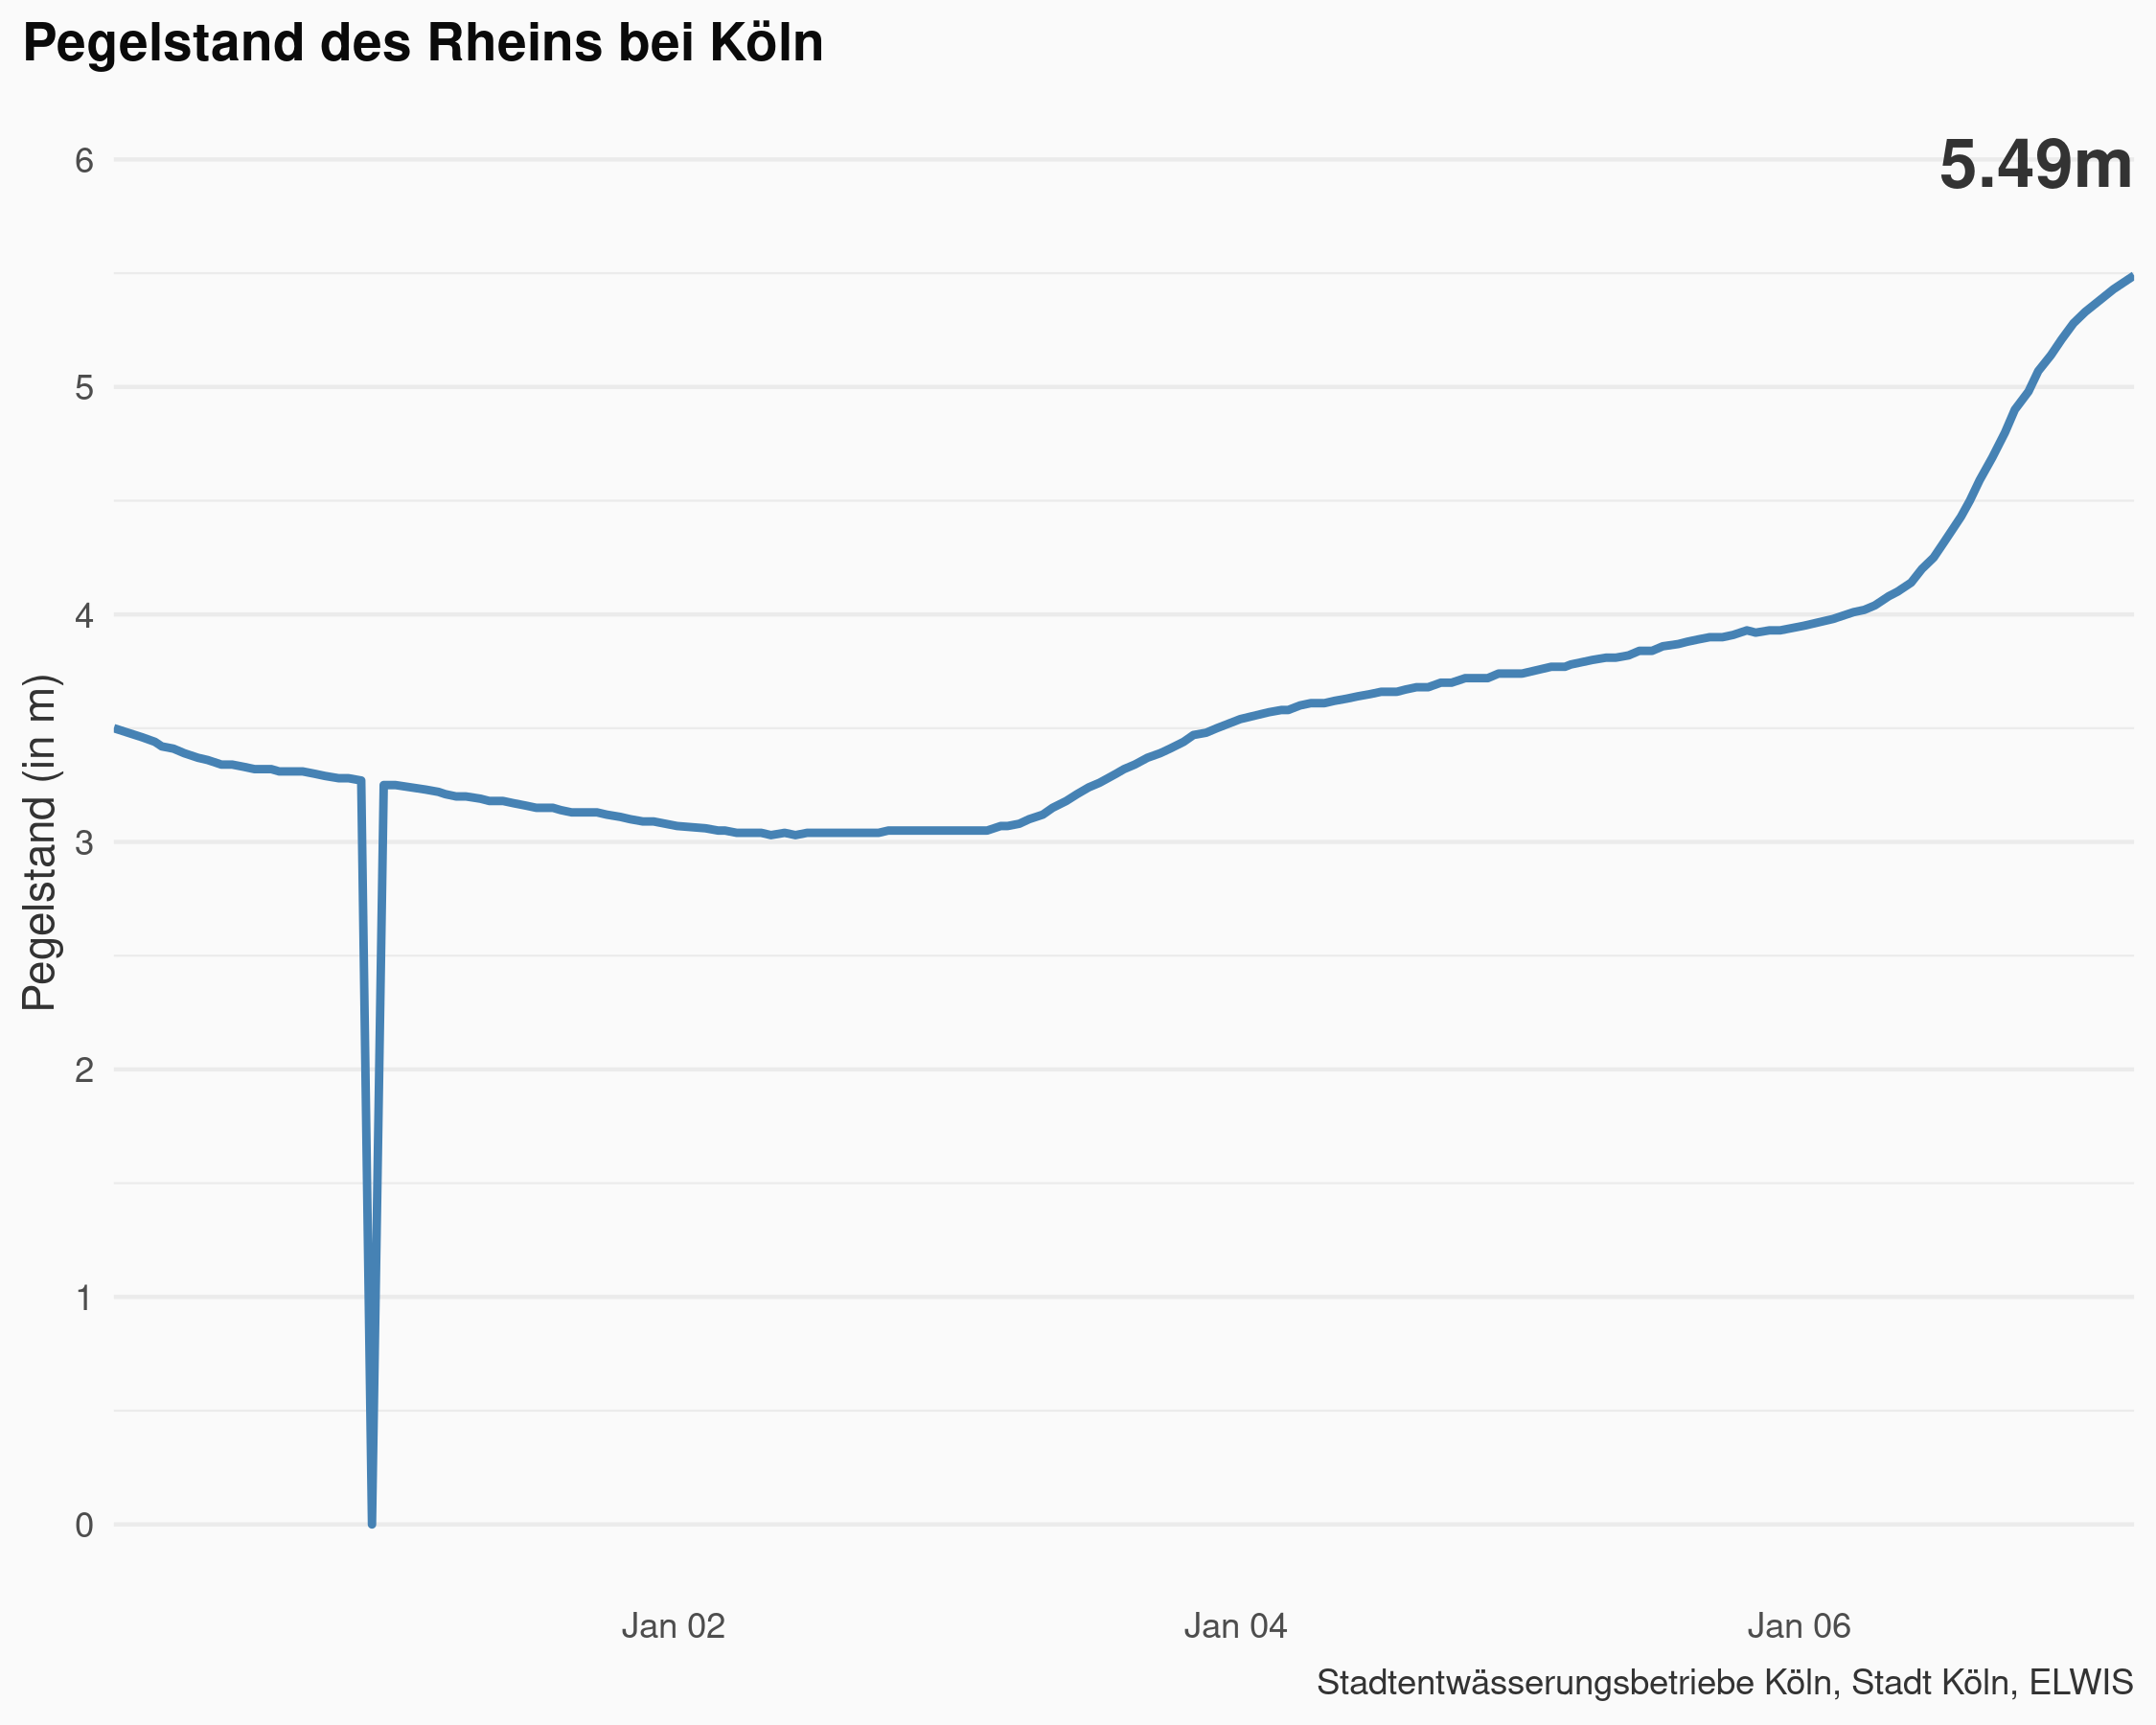 Pegelstand des Rheins bei Köln
5.49m
6
5
4
3
2
1
0
Pegelstand (in m)
Jan 02
Jan 04
Jan 06
Stadtentwässerungsbetriebe Köln, Stadt Köln, ELWIS